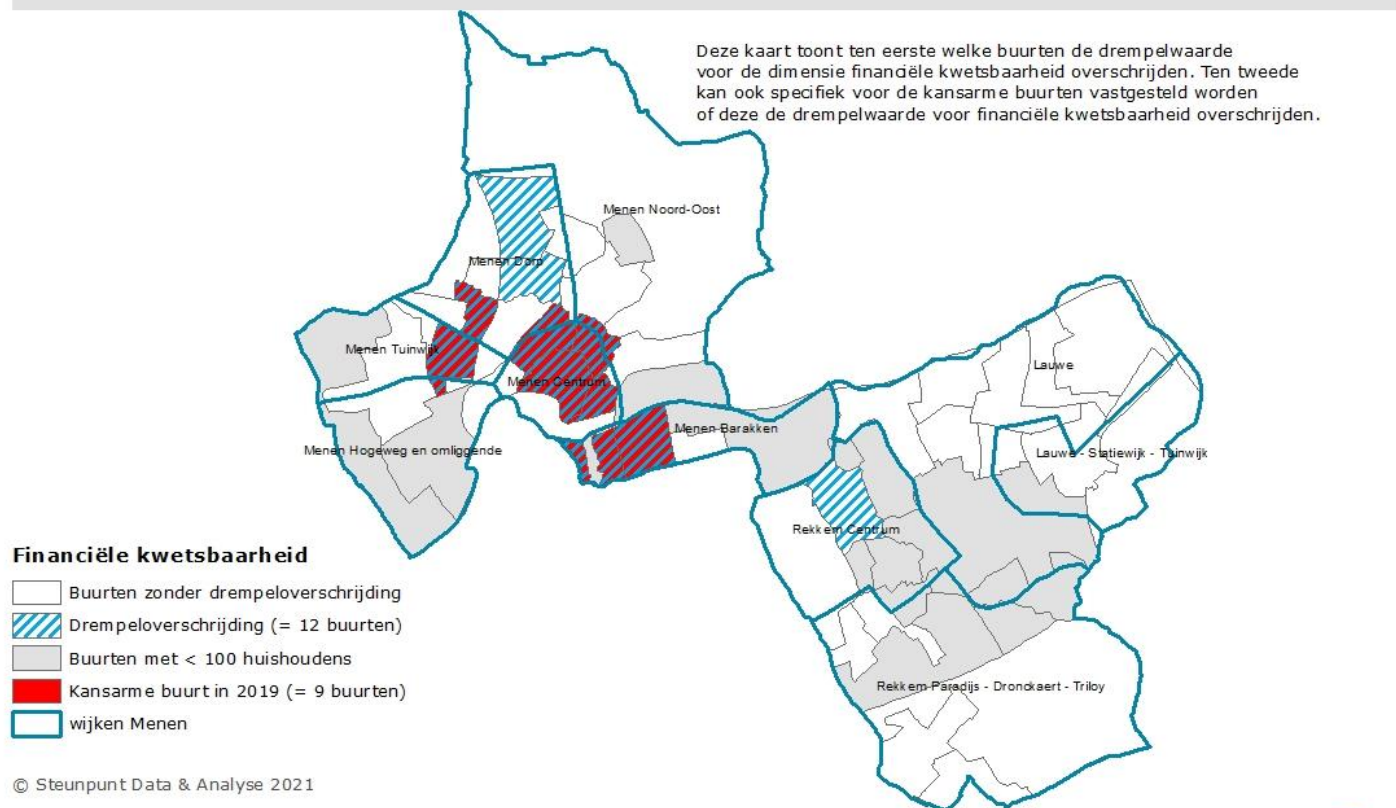 Deze kaart toont ten eerste welke buurten de drempelwaarde
voor de dimensie financiële kwetsbaarheid overschrijden. Ten tweede
kan ook specifiek voor de kansarme buurten vastgesteld worden
of deze de drempelwaarde voor financiële kwetsbaarheid overschrijden.
Menen Noord-Oost
Menen Dorp
Menen Tuinwijk
Lauwe
Menen Centrum
Menen Barakken
Menen Hogeweg en omliggende
Lauwe - Statiewijk - Tuinwijk
Rekkem Centrum
Rekkem Paradijs - Dronckaert - Triloy
Financiële kwetsbaarheid
Buurten zonder drempeloverschrijding
Drempeloverschrijding (= 12 buurten)
Buurten met < 100 huishoudens
Kansarme buurt in 2019 (= 9 buurten)
wijken Menen
© Steunpunt Data & Analyse 2021